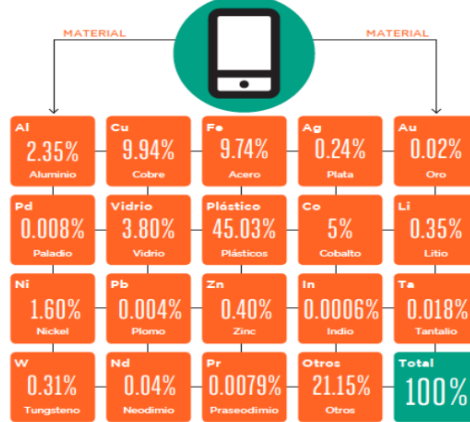 MATERIAL MATERIAL
Al Cu Fe Ag Au
2.35% 9.94% 9.74% 0.24% 0.02%
Aluminio Cobre Acero Plata Oro
Pd Vidrio Plástico Co Li
0.008% 3.80% 45.03% 5% 0.35%
Paladio Vidrio Plásticos Cobalto Litio
Ni Pb Zn In Ta
1.60% 0.004% 0.40% 0.0006% 0.018%
Nickel Plomo Zinc Indio Tantalio
W Nd Pr Otros Total
0.31% 0.04% 0.0079% 21.15% 100%
Tungsteno Neodimio Praseodimio Otros